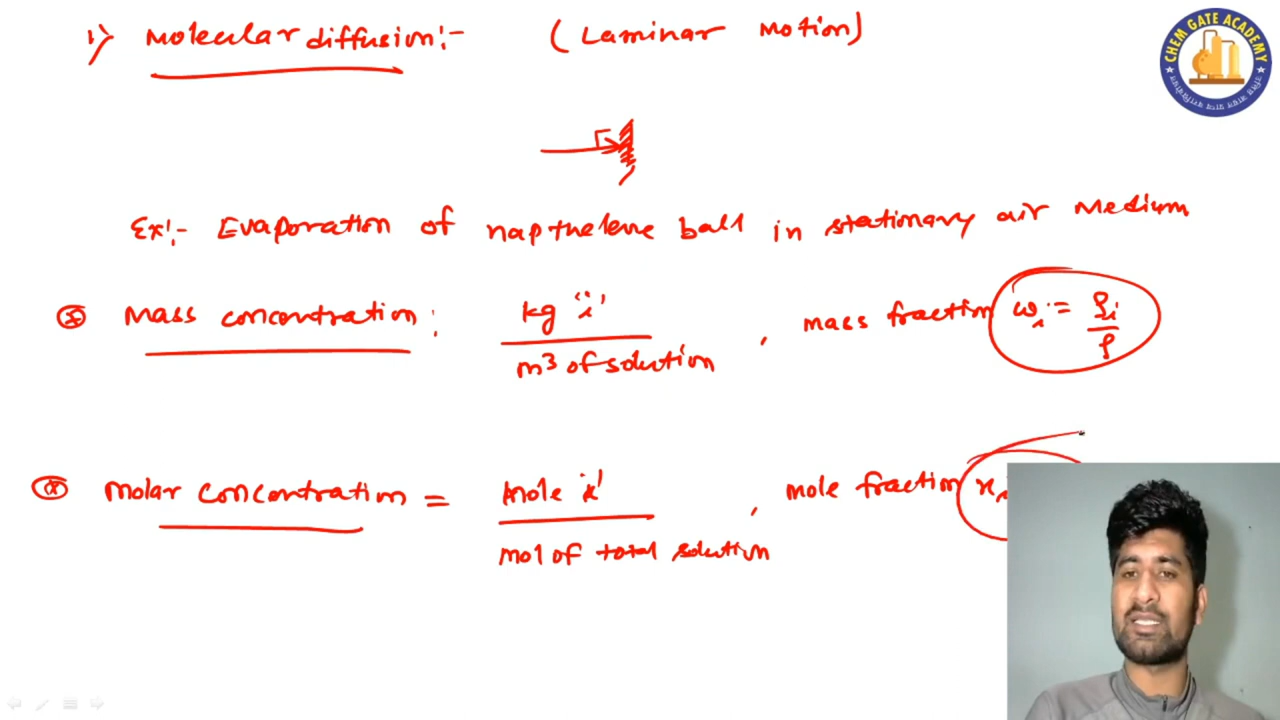 1) Molecular diffusion:- (Laminar Motion)
CHEM GATE ACADEMY
Ex:- Evaporation of napthelene ball in stationary air Medium
Mass concentration: kg 'i' / m3 of solution, mass fraction ωi = ρi / ρ
Molar concentration = mole 'i' / mol of total solution, mole fraction xi